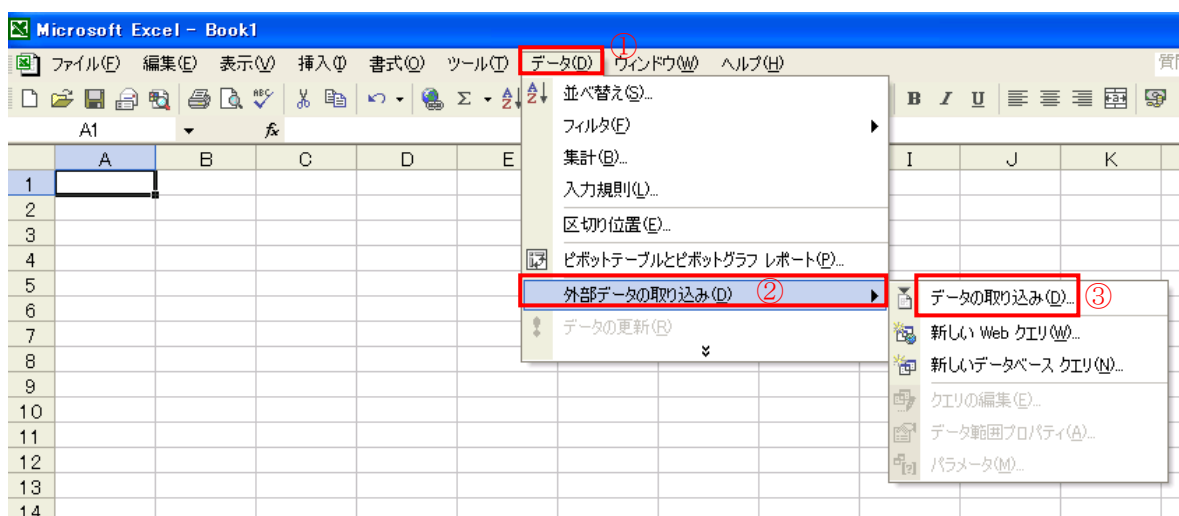 Microsoft Excel - Book1
ファイル(F) 編集(E) 表示(V) 挿入(I) 書式(O) ツール(T) データ(D) ① ウィンドウ(W) ヘルプ(H)
A1 fx
B I U
A B C D E I J K
1
2
3
4
5
6
7
8
9
10
11
12
13
14
並べ替え(S)...
フィルタ(F)
集計(B)...
入力規則(L)...
区切り位置(E)...
ピボットテーブルとピボットグラフ レポート(P)...
外部データの取り込み(D) ②
データの更新(R)
データの取り込み(D)... ③
新しい Web クエリ(W)...
新しいデータベース クエリ(N)...
クエリの編集(E)...
データ範囲プロパティ(A)...
パラメータ(M)...